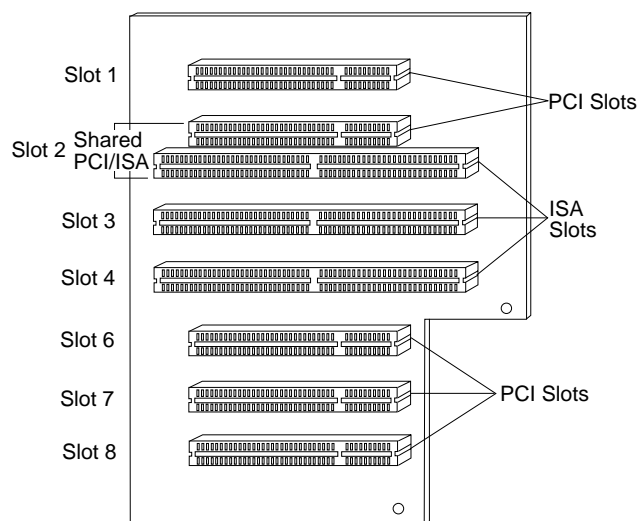 Slot 1
PCI Slots
Slot 2
Shared
PCI/ISA
Slot 3
ISA
Slots
Slot 4
Slot 6
Slot 7
PCI Slots
Slot 8